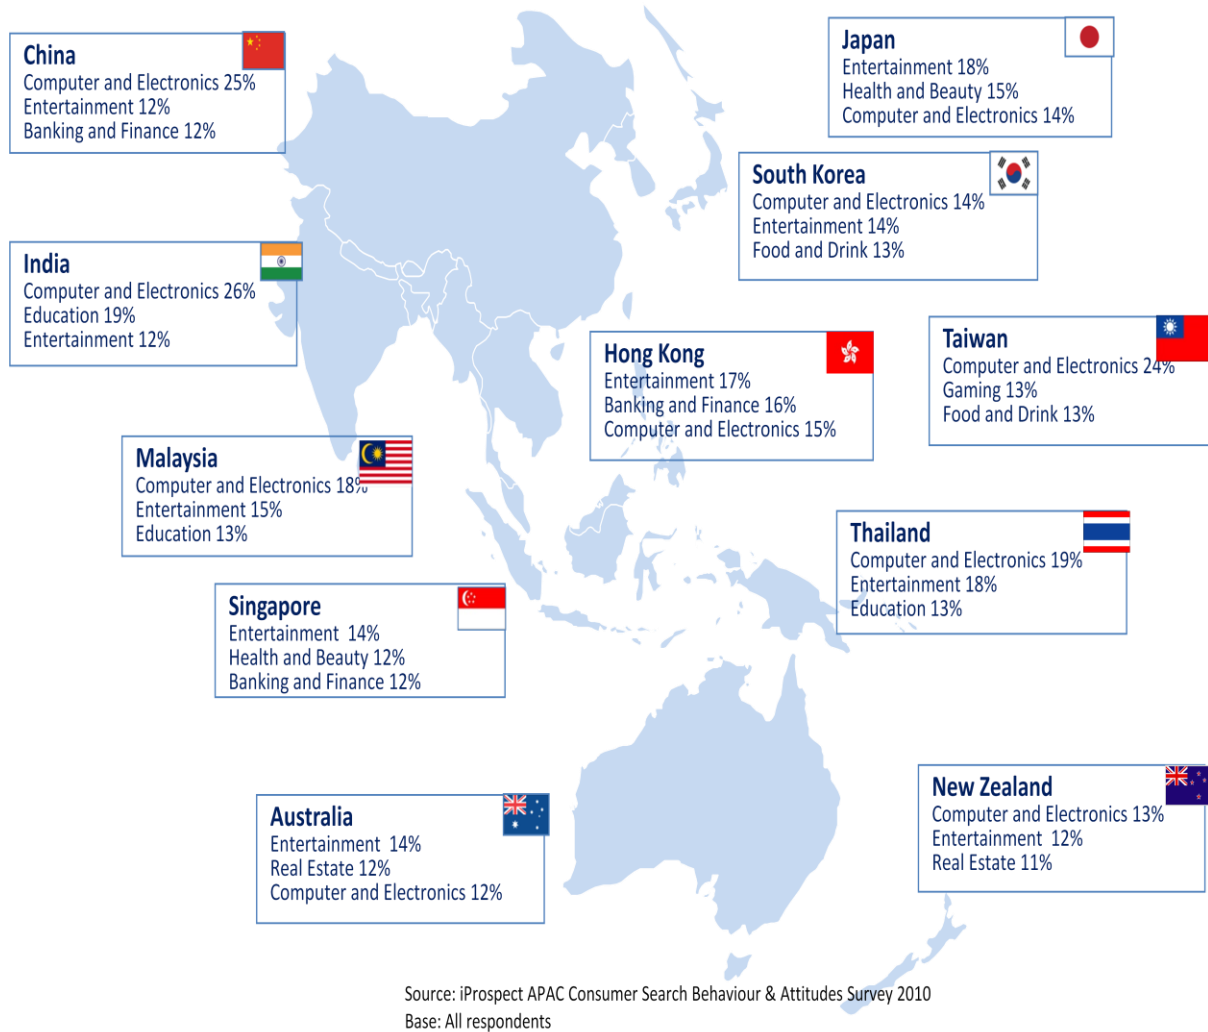 China
Computer and Electronics 25%
Entertainment 12%
Banking and Finance 12%
Japan
Entertainment 18%
Health and Beauty 15%
Computer and Electronics 14%
South Korea
Computer and Electronics 14%
Entertainment 14%
Food and Drink 13%
India
Computer and Electronics 26%
Education 19%
Entertainment 12%
Hong Kong
Entertainment 17%
Banking and Finance 16%
Computer and Electronics 15%
Taiwan
Computer and Electronics 24%
Gaming 13%
Food and Drink 13%
Malaysia
Computer and Electronics 18%
Entertainment 15%
Education 13%
Thailand
Computer and Electronics 19%
Entertainment 18%
Education 13%
Singapore
Entertainment 14%
Health and Beauty 12%
Banking and Finance 12%
Australia
Entertainment 14%
Real Estate 12%
Computer and Electronics 12%
New Zealand
Computer and Electronics 13%
Entertainment 12%
Real Estate 11%
Source: iProspect APAC Consumer Search Behaviour & Attitudes Survey 2010
Base: All respondents